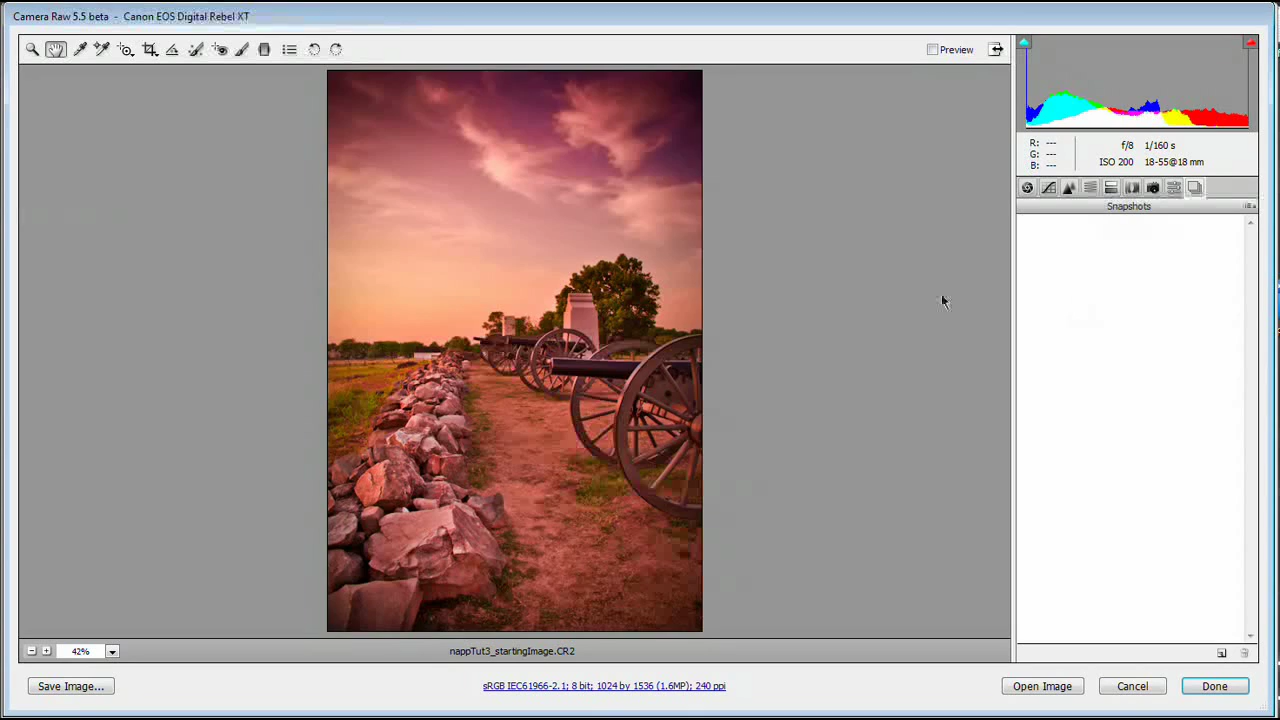 Camera Raw 5.5 beta  -  Canon EOS Digital Rebel XT
Preview
R: ---
G: ---
B: ---
f/8 1/160 s
ISO 200 18-55@18 mm
Snapshots
42%
nappTut3_startingImage.CR2
Save Image...
sRGB IEC61966-2.1; 8 bit; 1024 by 1536 (1.6MP); 240 ppi
Open Image
Cancel
Done